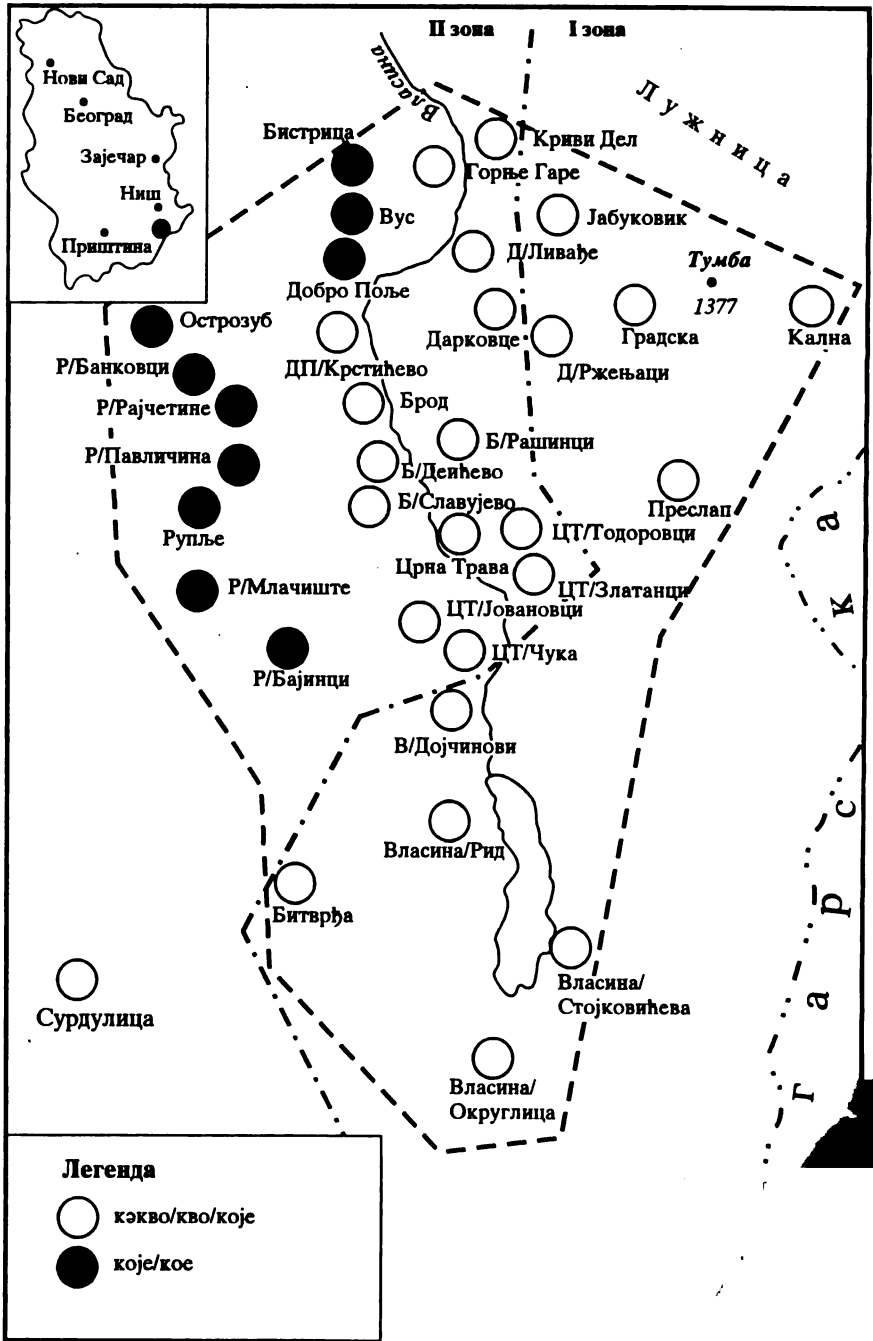 II зона
I зона
Нови Сад
Београд
Зајечар
Ниш
Приштина
Власина
Лужница
Бистрица
Криви Дел
Горње Гаре
Вус
Јабуковик
Д/Ливађе
Тумба
1377
Добро Поље
Острозуб
Дарковце
Градска
Кална
Р/Банковци
ДП/Крстићево
Д/Ржењаци
Р/Рајчетине
Брод
Б/Рашинци
Р/Павличина
Б/Деићево
Преслап
Б/Славујево
Рупље
ЦТ/Тодоровци
Црна Трава
Р/Млачиште
ЦТ/Златанци
ЦТ/Јовановци
ЦТ/Чука
Р/Бајинци
В/Дојчинови
Власина/Рид
Битврђа
Власина/
Стојковићева
Сурдулица
Власина/
Округлица
гарска
Легенда
кәкво/кво/које
које/кое